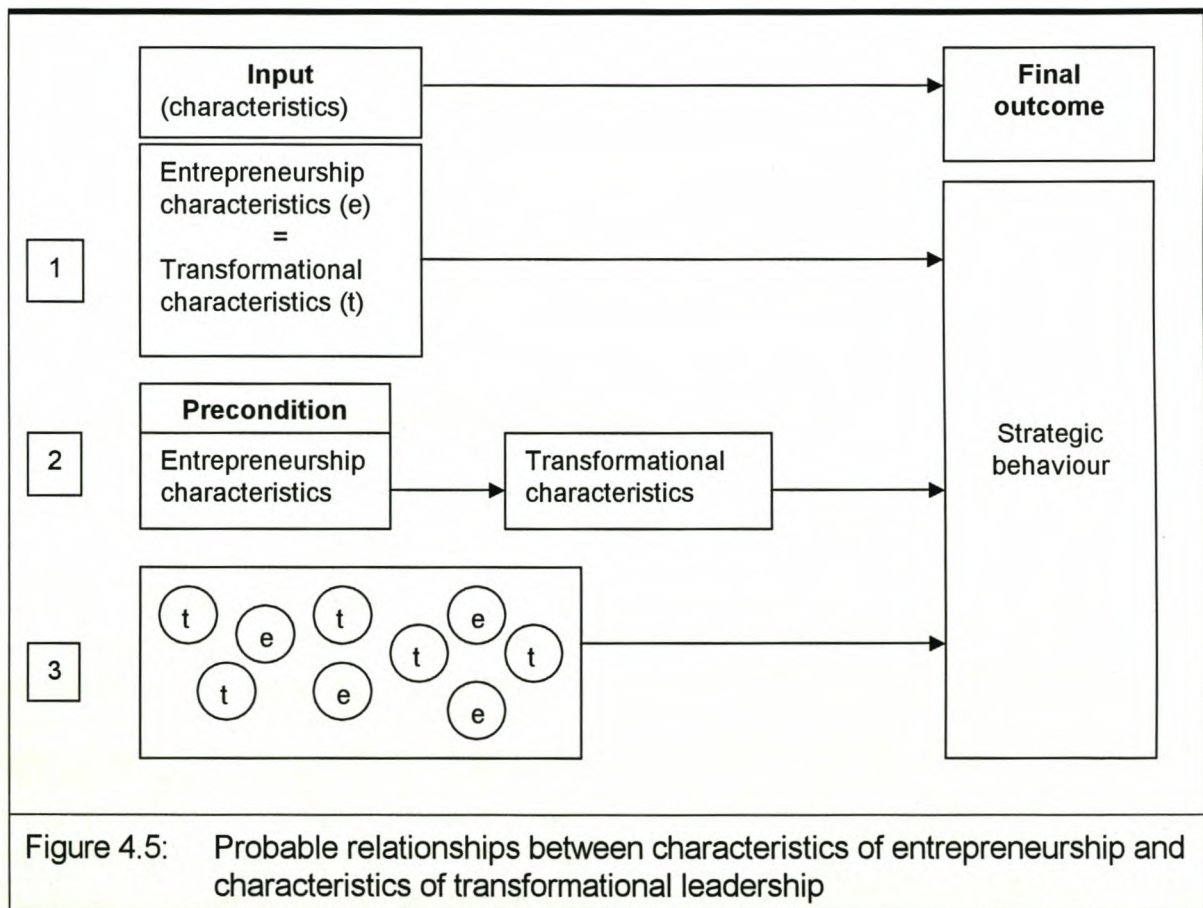 Input
(characteristics)
Final
outcome
1
Entrepreneurship
characteristics (e)
=
Transformational
characteristics (t)
2
Precondition
Entrepreneurship
characteristics
Transformational
characteristics
Strategic
behaviour
3
t
e
t
t
e
t
e
t
e
Figure 4.5: Probable relationships between characteristics of entrepreneurship and
characteristics of transformational leadership